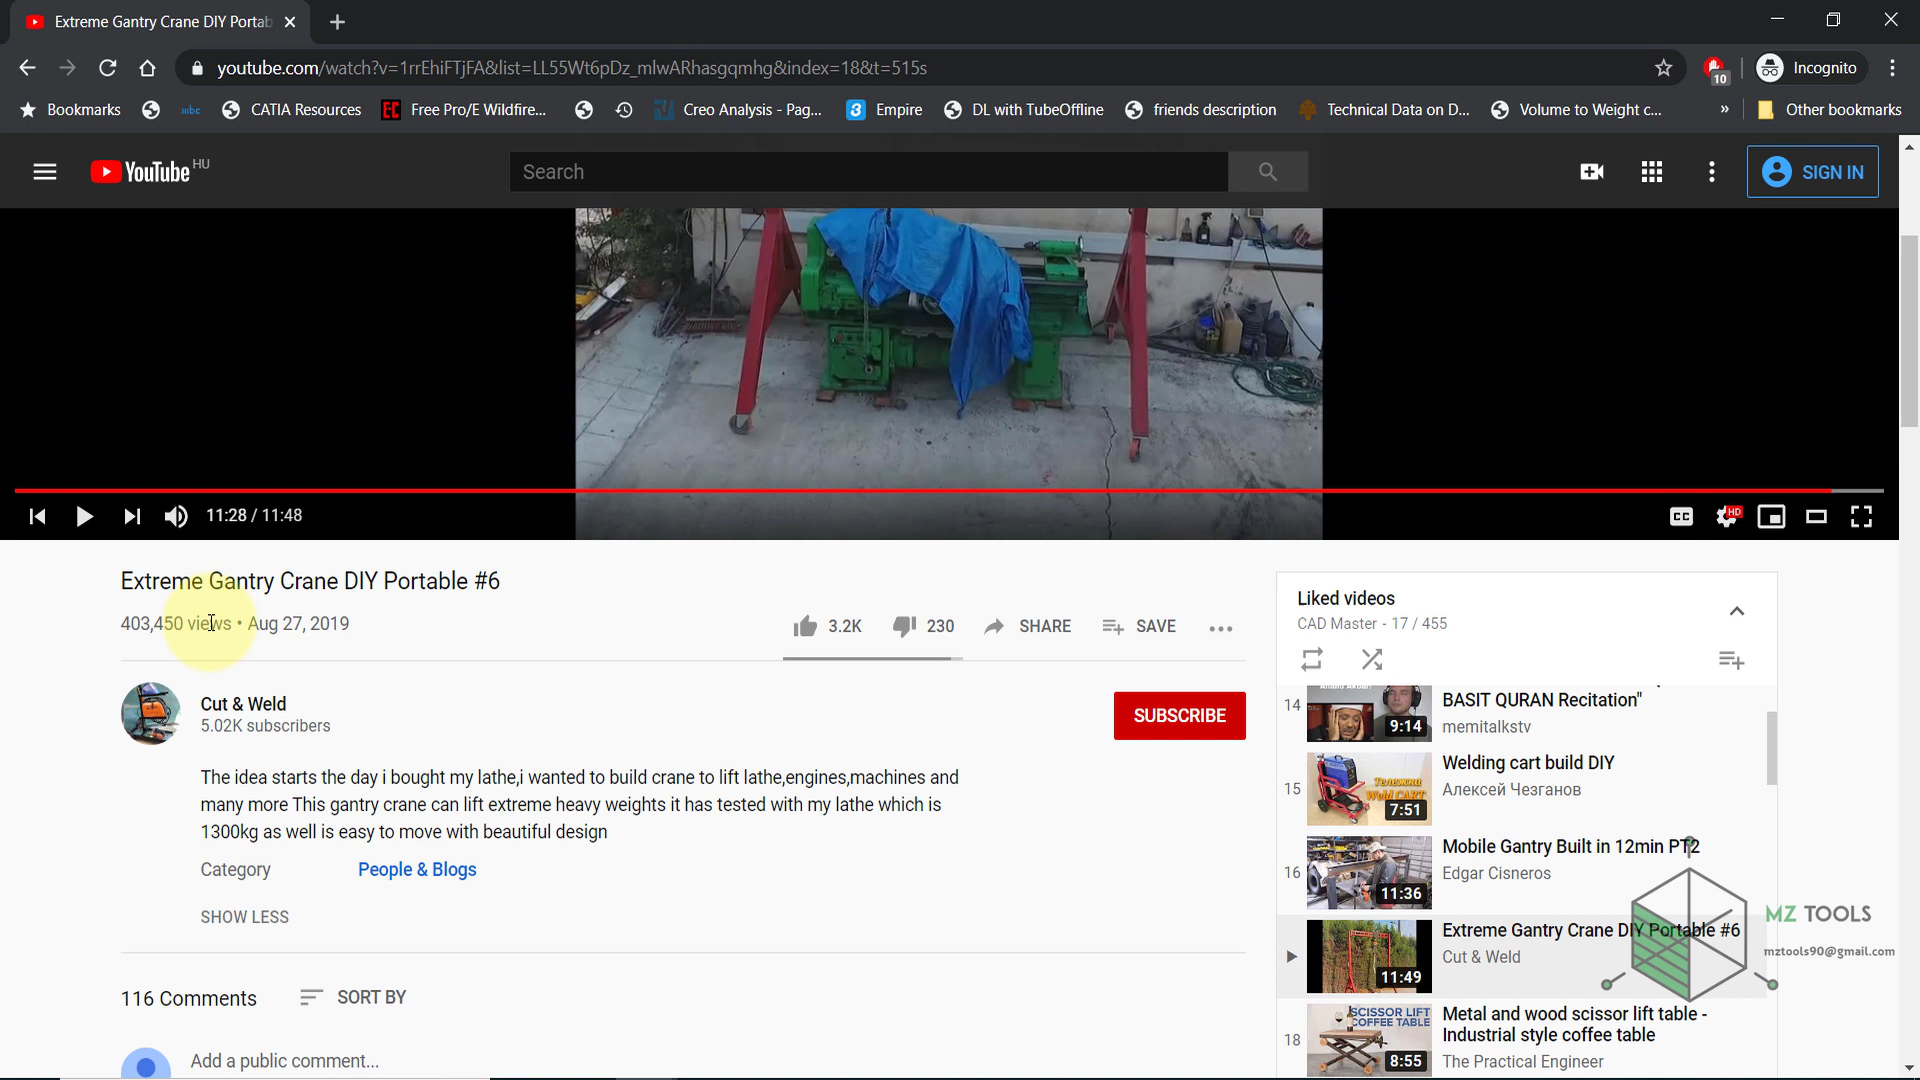 Extreme Gantry Crane DIY Portab
youtube.com/watch?v=1rrEhiFTjFA&list=LL55Wt6pDz_mlwARhasgqmhg&index=18&t=515s
10
Incognito
Bookmarks
mbc
CATIA Resources
Free Pro/E Wildfire...
Creo Analysis - Pag...
3 Empire
DL with TubeOffline
friends description
Technical Data on D...
Volume to Weight c...
»
Other bookmarks
YouTube HU
Search
SIGN IN
11:28 / 11:48
CC
HD
Extreme Gantry Crane DIY Portable #6
403,450 views • Aug 27, 2019
3.2K
230
SHARE
SAVE
Cut & Weld
5.02K subscribers
SUBSCRIBE
The idea starts the day i bought my lathe,i wanted to build crane to lift lathe,engines,machines and
many more This gantry crane can lift extreme heavy weights it has tested with my lathe which is
1300kg as well is easy to move with beautiful design
Category
People & Blogs
SHOW LESS
116 Comments
SORT BY
Add a public comment...
Liked videos
CAD Master - 17 / 455
14
9:14
BASIT QURAN Recitation"
memitalkstv
15
Тележка
Weld CART
7:51
Welding cart build DIY
Алексей Чезганов
16
11:36
Mobile Gantry Built in 12min PT2
Edgar Cisneros
11:49
Extreme Gantry Crane DIY Portable #6
Cut & Weld
MZ TOOLS
mztools90@gmail.com
18
SCISSOR LIFT
COFFEE TABLE
8:55
Metal and wood scissor lift table -
Industrial style coffee table
The Practical Engineer